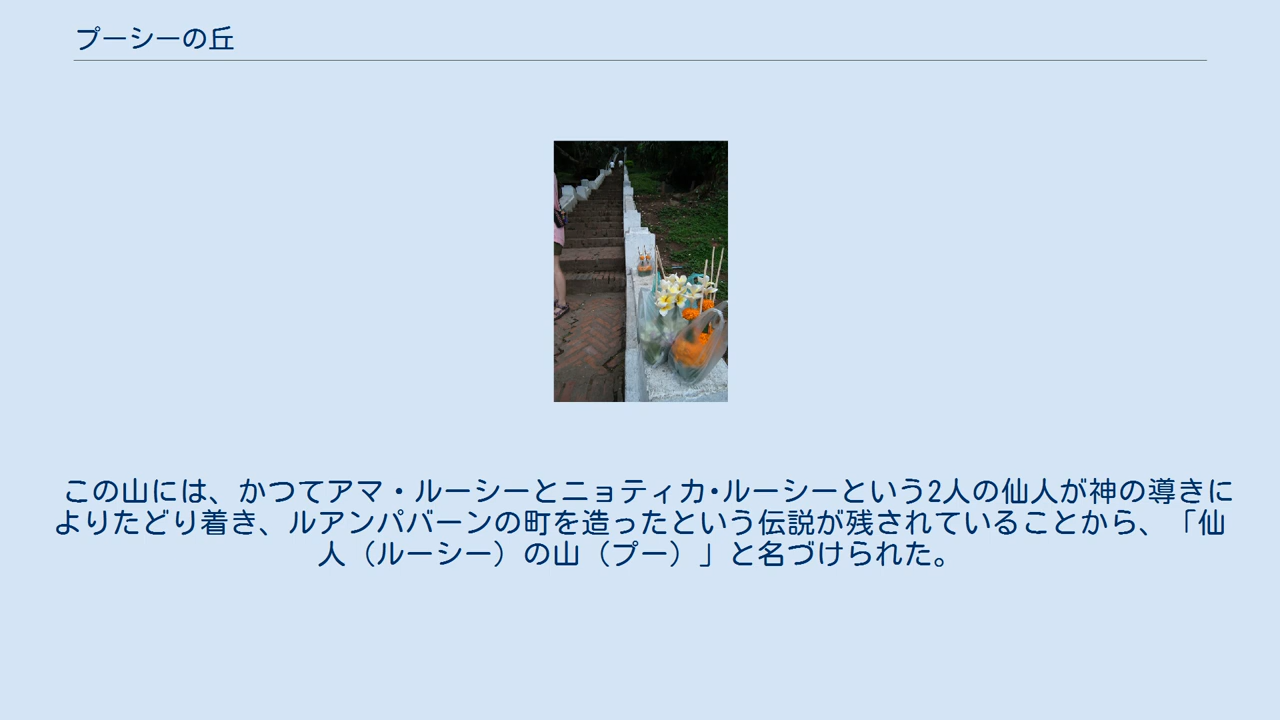 プーシーの丘
この山には、かつてアマ・ルーシーとニョティカ･ルーシーという2人の仙人が神の導きに
よりたどり着き、ルアンパバーンの町を造ったという伝説が残されていることから、「仙
人（ルーシー）の山（プー）」と名づけられた。